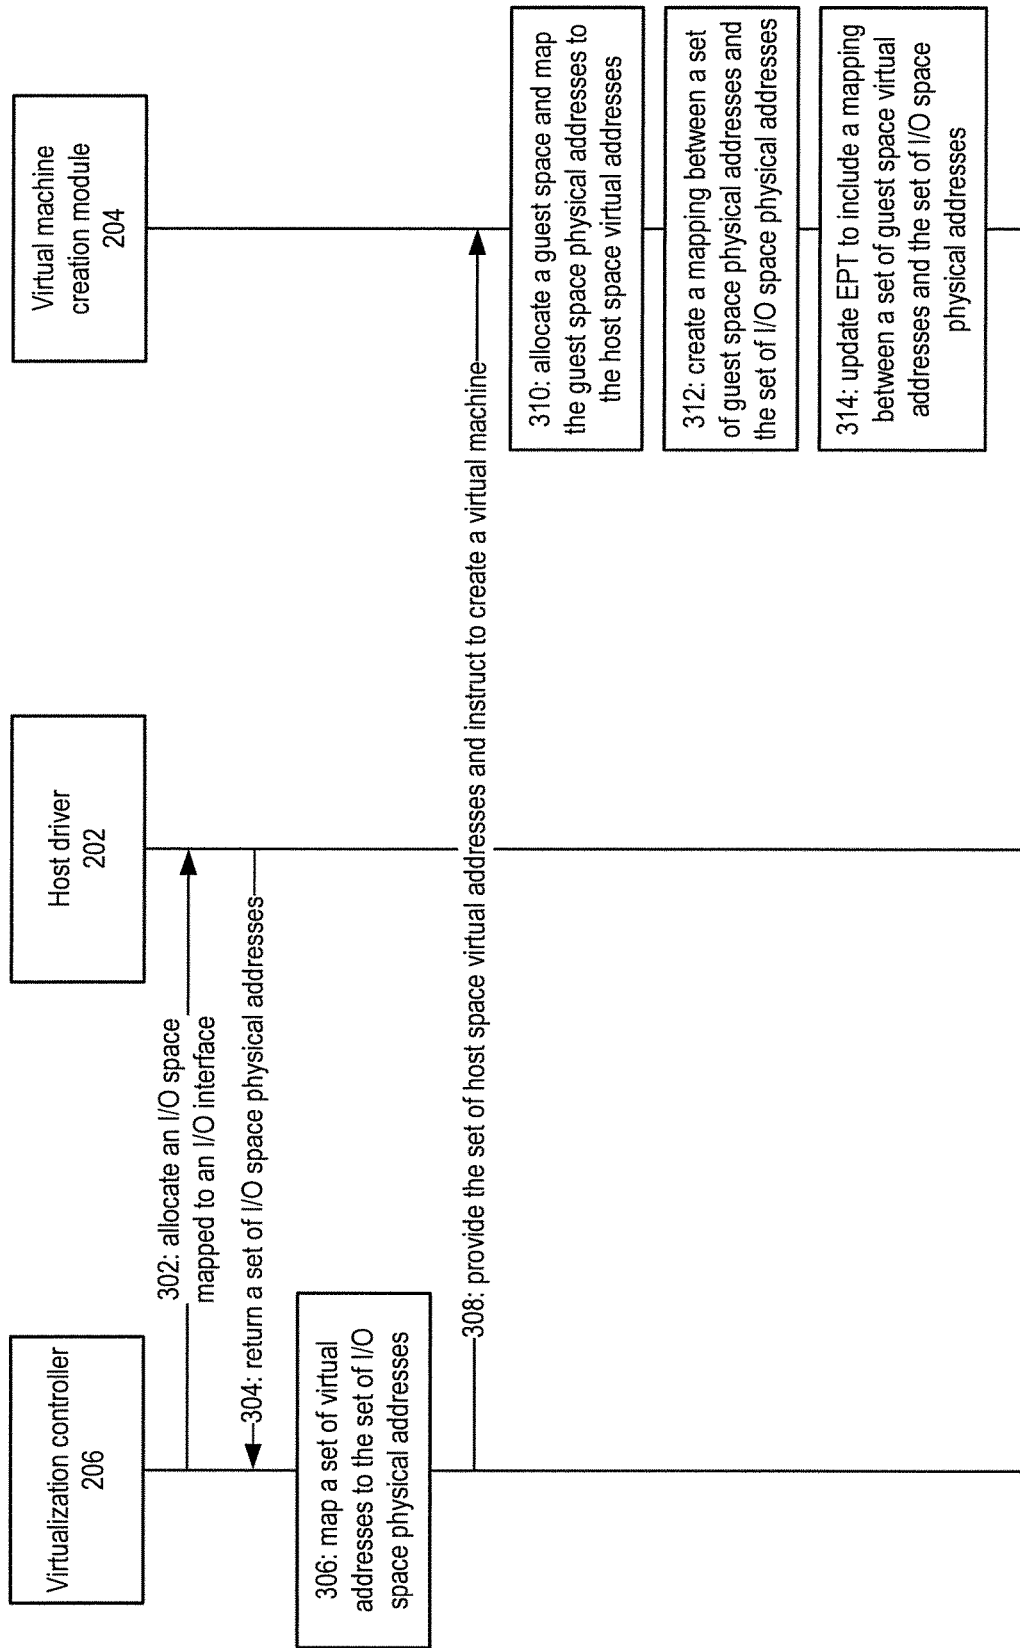 Virtualization controller
206
Host driver
202
Virtual machine
creation module
204
302: allocate an I/O space
mapped to an I/O interface
304: return a set of I/O space physical addresses
306: map a set of virtual
addresses to the set of I/O
space physical addresses
308: provide the set of host space virtual addresses and instruct to create a virtual machine
310: allocate a guest space and map
the guest space physical addresses to
the host space virtual addresses
312: create a mapping between a set
of guest space physical addresses and
the set of I/O space physical addresses
314: update EPT to include a mapping
between a set of guest space virtual
addresses and the set of I/O space
physical addresses